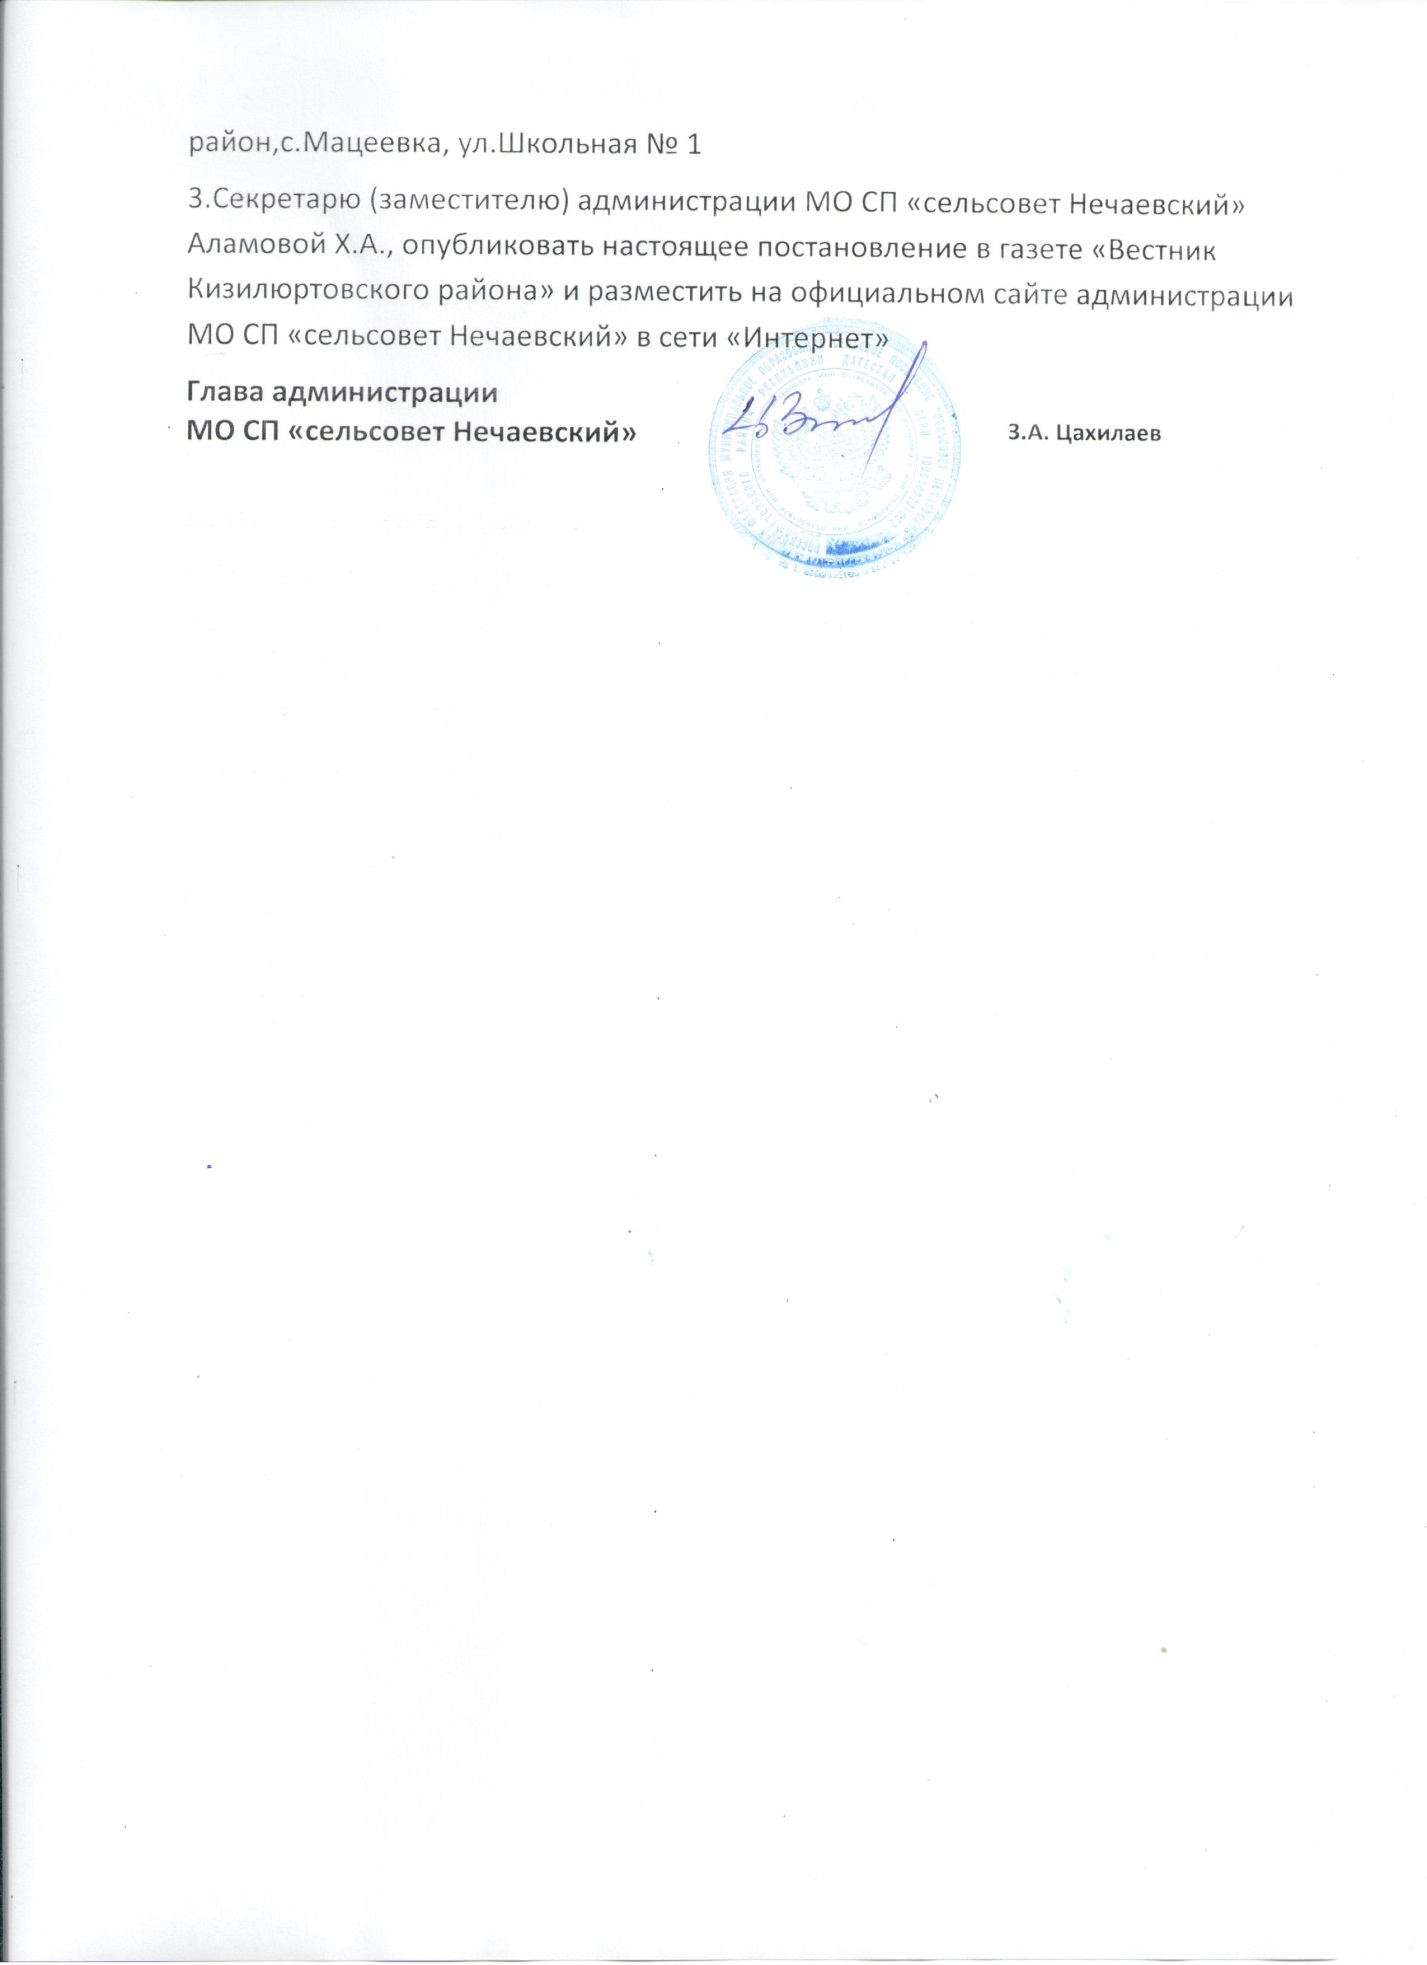 район,с.Мацеевка, ул.Школьная № 1
3.Секретарю (заместителю) администрации МО СП «сельсовет Нечаевский»
Аламовой Х.А., опубликовать настоящее постановление в газете «Вестник
Кизилюртовского района» и разместить на официальном сайте администрации
МО СП «сельсовет Нечаевский» в сети «Интернет»
Глава администрации
МО СП «сельсовет Нечаевский»
З.А. Цахилаев
РЕСПУБЛИКИ ДАГЕСТАН